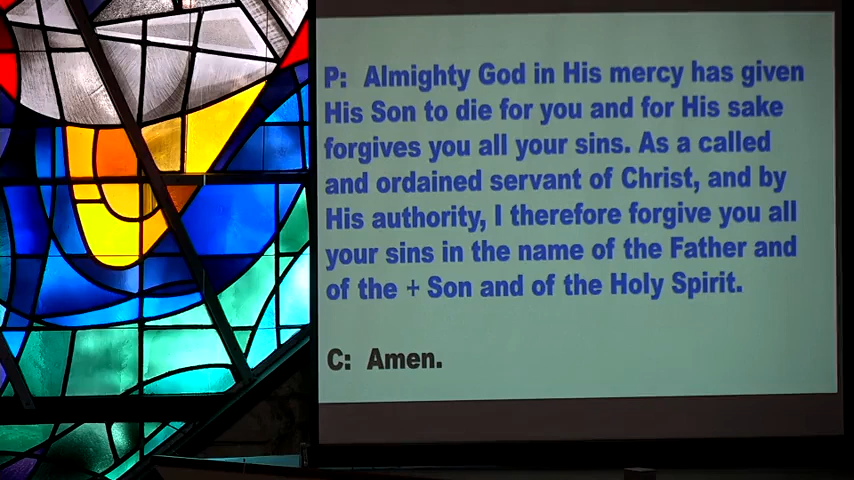 P: Almighty God in His mercy has given
His Son to die for you and for His sake
forgives you all your sins. As a called
and ordained servant of Christ, and by
His authority, I therefore forgive you all
your sins in the name of the Father and
of the + Son and of the Holy Spirit.
C: Amen.